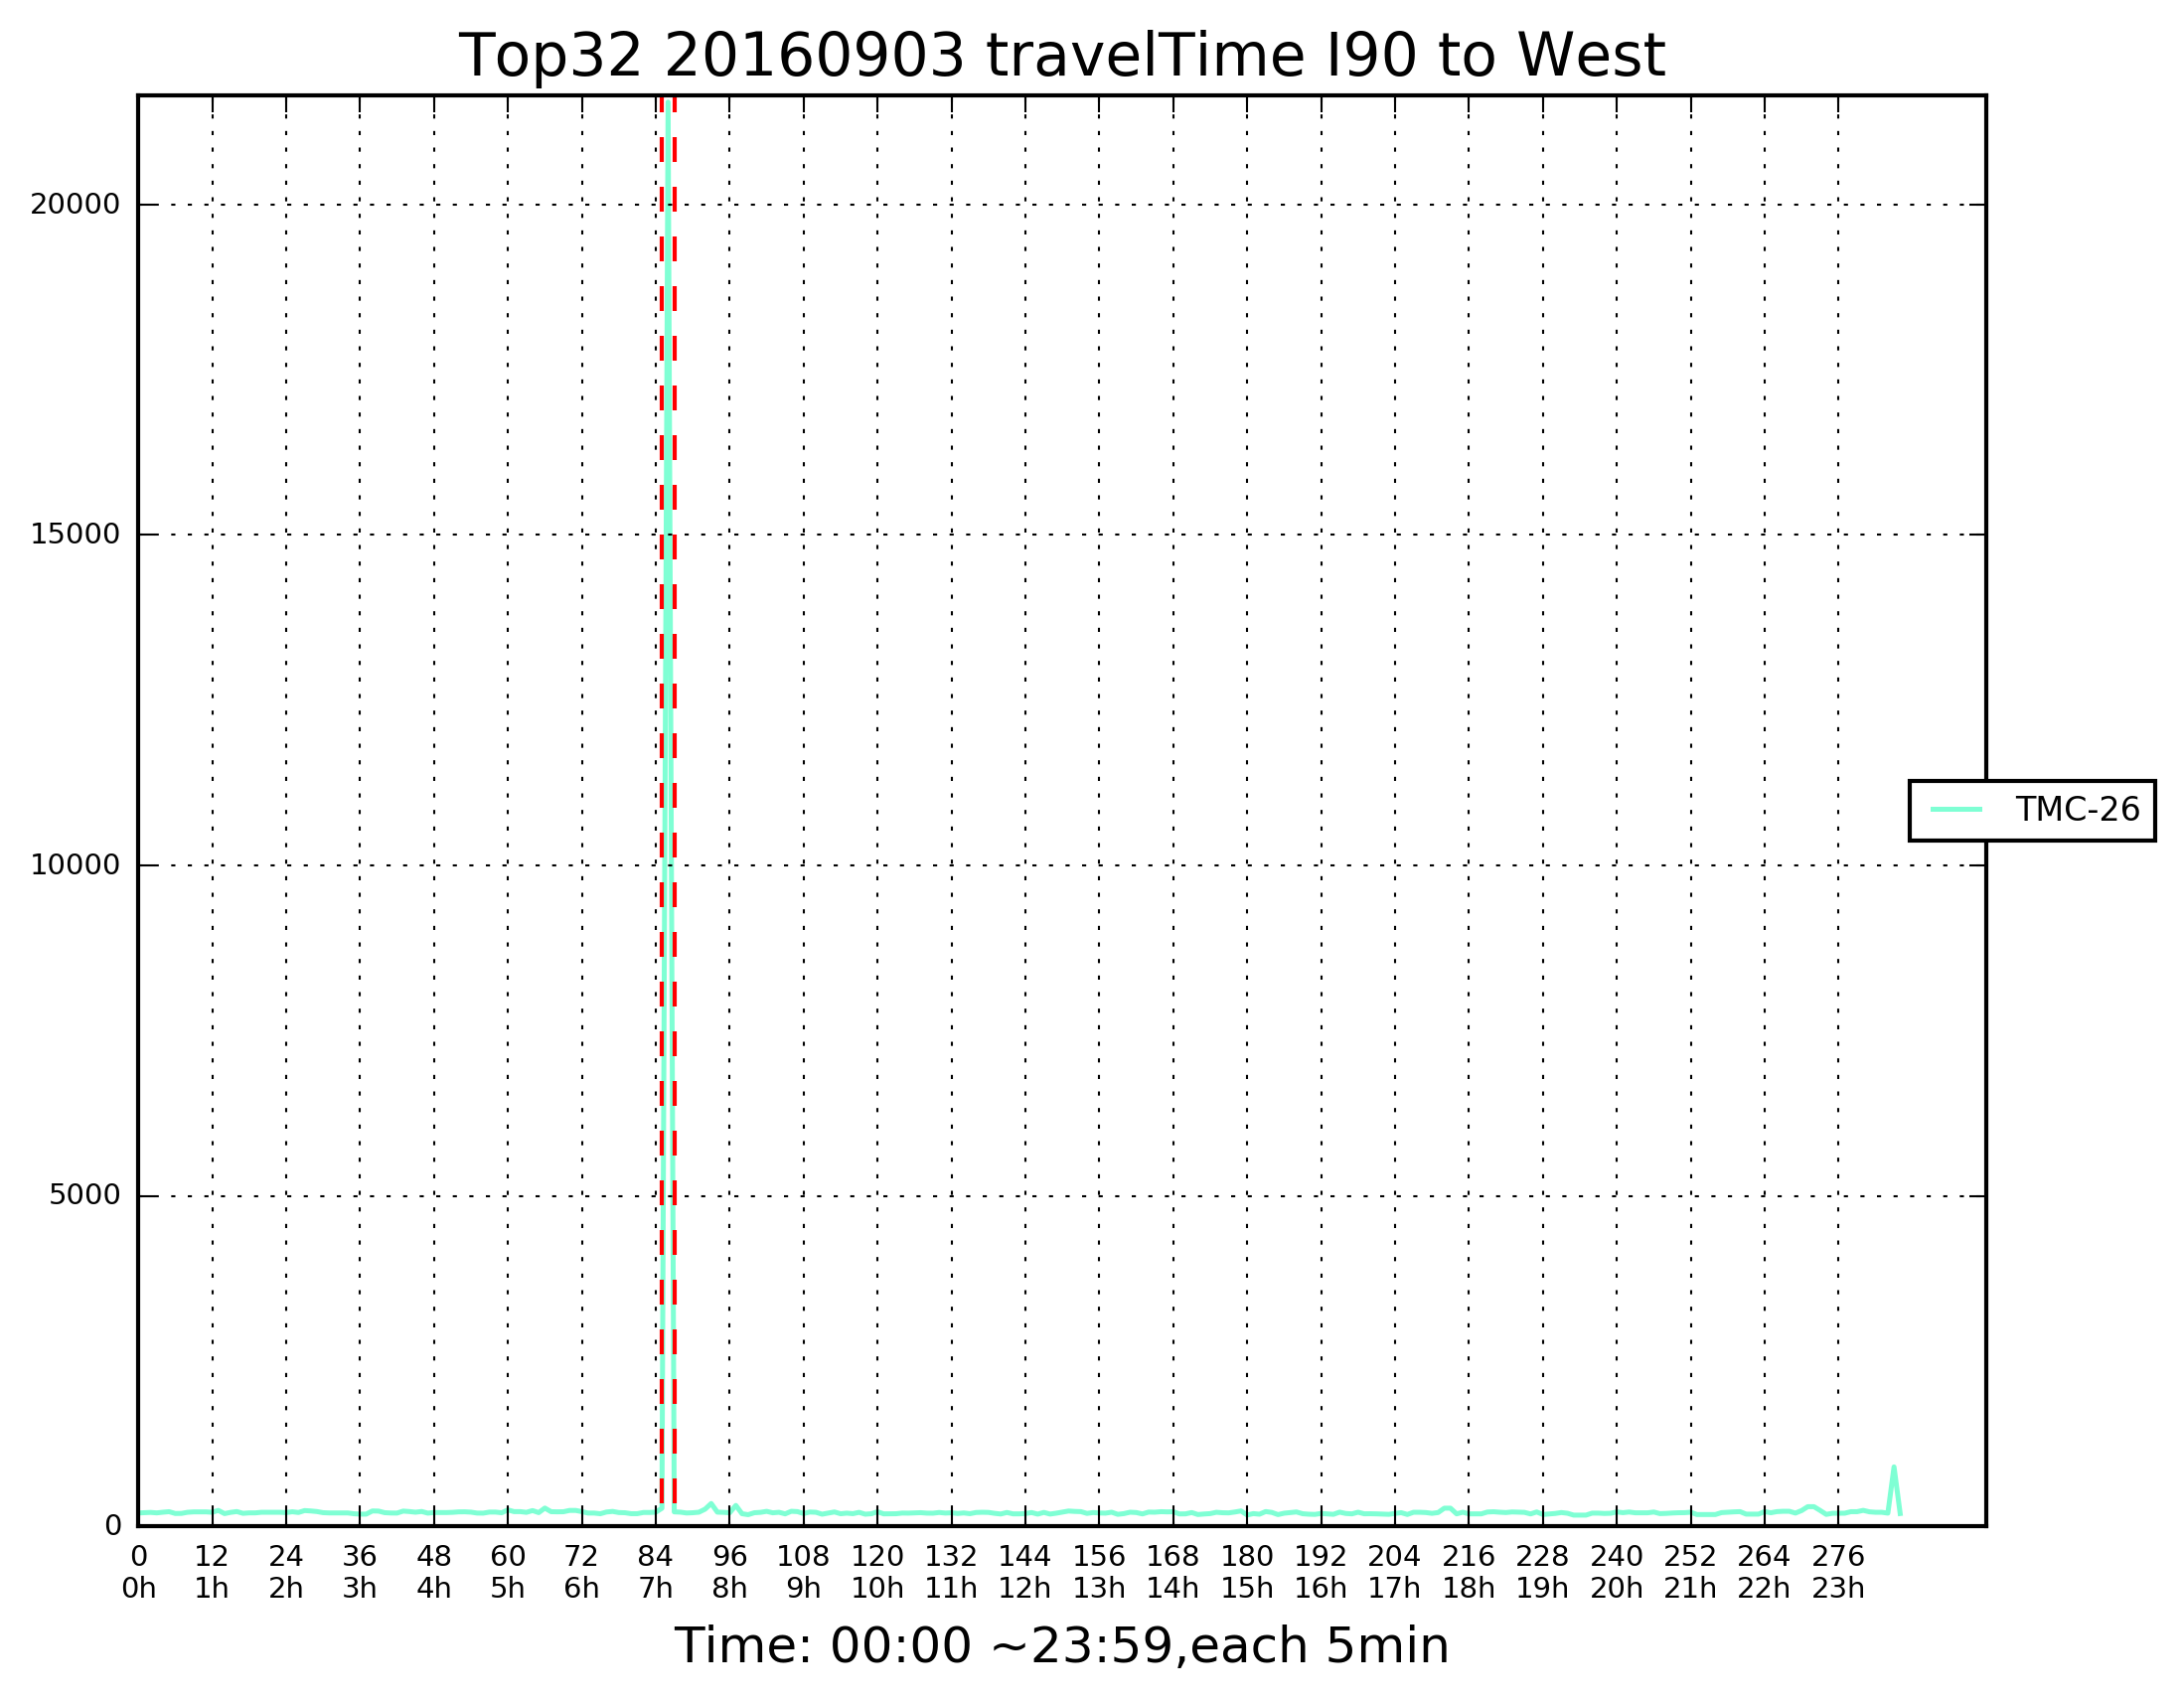 Top32 20160903 travelTime I90 to West
20000
15000
10000
5000
0
TMC-26
0 12 24 36 48 60 72 84 96 108 120 132 144 156 168 180 192 204 216 228 240 252 264 276
0h 1h 2h 3h 4h 5h 6h 7h 8h 9h 10h 11h 12h 13h 14h 15h 16h 17h 18h 19h 20h 21h 22h 23h
Time: 00:00 ~23:59,each 5min